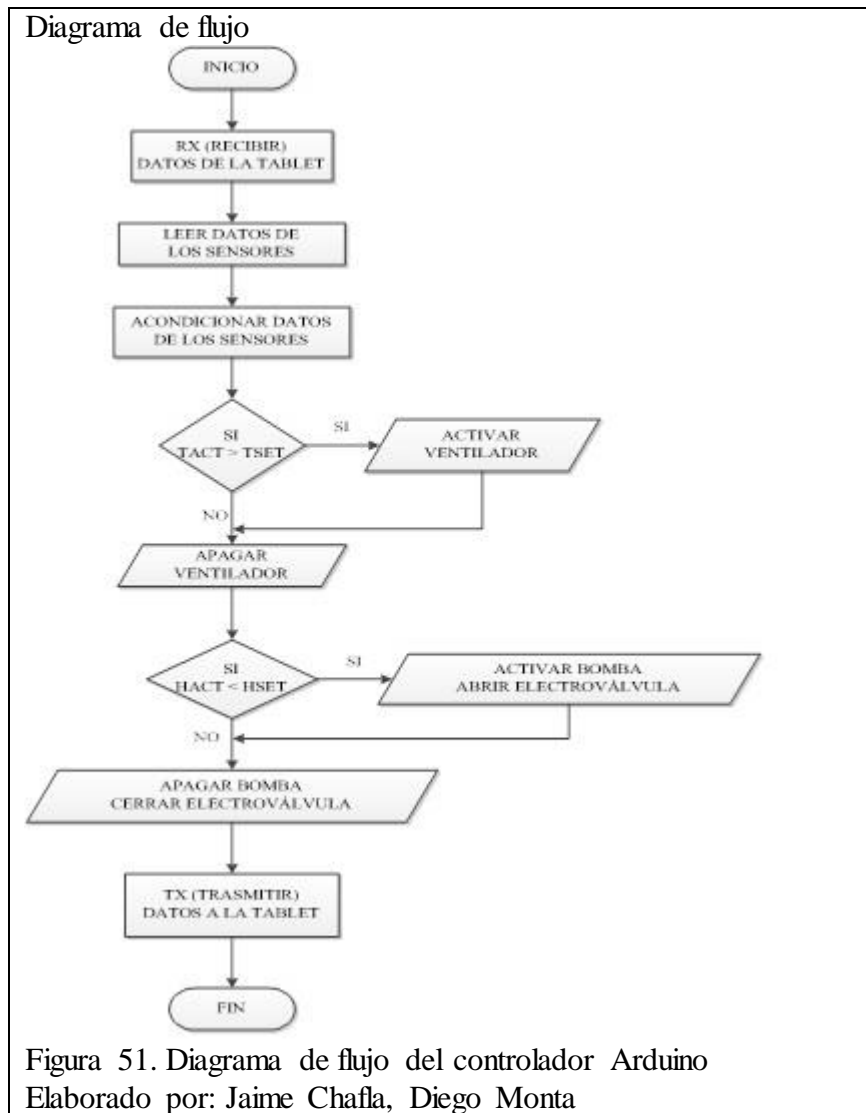 Diagrama de flujo
INICIO
RX (RECIBIR)
DATOS DE LA TABLET
LEER DATOS DE
LOS SENSORES
ACONDICIONAR DATOS
DE LOS SENSORES
SI
TACT > TSET
SI
ACTIVAR
VENTILADOR
NO
APAGAR
VENTILADOR
SI
HACT < HSET
SI
ACTIVAR BOMBA
ABRIR ELECTROVÁLVULA
NO
APAGAR BOMBA
CERRAR ELECTROVÁLVULA
TX (TRASMITIR)
DATOS A LA TABLET
FIN
Figura 51. Diagrama de flujo del controlador Arduino
Elaborado por: Jaime Chafla, Diego Monta